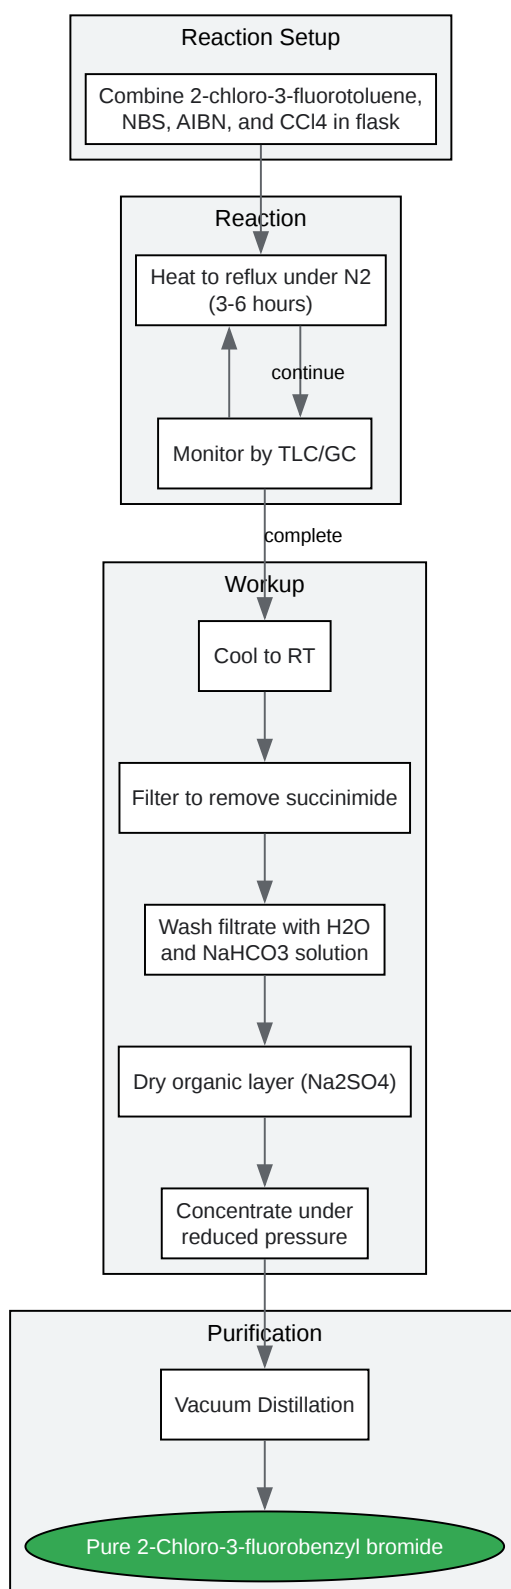 Reaction Setup
Combine 2-chloro-3-fluorotoluene,
NBS, AIBN, and CCl4 in flask
Reaction
Heat to reflux under N2
(3-6 hours)
continue
Monitor by TLC/GC
complete
Workup
Cool to RT
Filter to remove succinimide
Wash filtrate with H2O
and NaHCO3 solution
Dry organic layer (Na2SO4)
Concentrate under
reduced pressure
Purification
Vacuum Distillation
Pure 2-Chloro-3-fluorobenzyl bromide